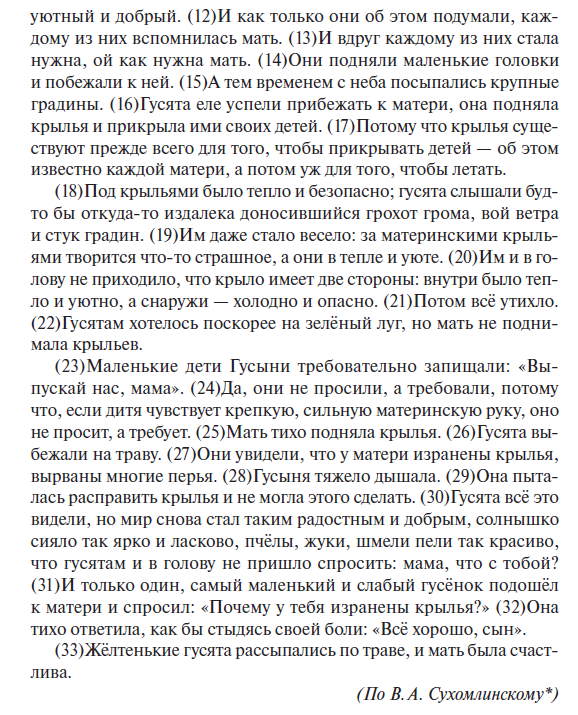 уютный и добрый. (12)И как только они об этом подумали, каж-
дому из них вспомнилась мать. (13)И вдруг каждому из них стала
нужна, ой как нужна мать. (14)Они подняли маленькие головки
и побежали к ней. (15)А тем временем с неба посыпались крупные
градины. (16)Гусята еле успели прибежать к матери, она подняла
крылья и прикрыла ими своих детей. (17)Потому что крылья суще-
ствуют прежде всего для того, чтобы прикрывать детей — об этом
известно каждой матери, а потом уж для того, чтобы летать.
(18)Под крыльями было тепло и безопасно; гусята слышали буд-
то бы откуда-то издалека доносившийся грохот грома, вой ветра
и стук градин. (19)Им даже стало весело: за материнскими крыль-
ями творится что-то страшное, а они в тепле и уюте. (20)Им и в го-
лову не приходило, что крыло имеет две стороны: внутри было теп-
ло и уютно, а снаружи — холодно и опасно. (21)Потом всё утихло.
(22)Гусятам хотелось поскорее на зелёный луг, но мать не подни-
мала крыльев.
(23)Маленькие дети Гусыни требовательно запищали: «Вы-
пускай нас, мама». (24)Да, они не просили, а требовали, потому
что, если дитя чувствует крепкую, сильную материнскую руку, оно
не просит, а требует. (25)Мать тихо подняла крылья. (26)Гусята вы-
бежали на траву. (27)Они увидели, что у матери изранены крылья,
вырваны многие перья. (28)Гусыня тяжело дышала. (29)Она пыта-
лась расправить крылья и не могла этого сделать. (30)Гусята всё это
видели, но мир снова стал таким радостным и добрым, солнышко
сияло так ярко и ласково, пчёлы, жуки, шмели пели так красиво,
что гусятам и в голову не пришло спросить: мама, что с тобой?
(31)И только один, самый маленький и слабый гусёнок подошёл
к матери и спросил: «Почему у тебя изранены крылья?» (32)Она
тихо ответила, как бы стыдясь своей боли: «Всё хорошо, сын».
(33)Жёлтенькие гусята рассыпались по траве, и мать была счаст-
лива.
(По В. А. Сухомлинскому*)